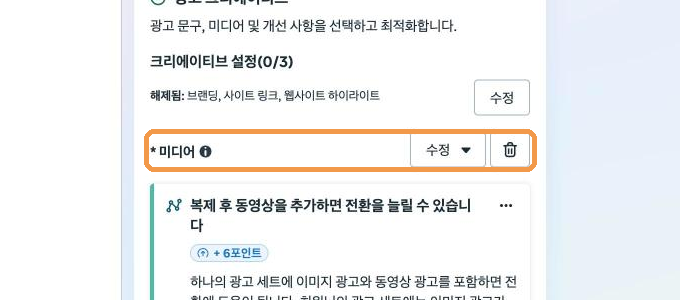 광고 문구, 미디어 및 개선 사항을 선택하고 최적화합니다.
크리에이티브 설정(0/3)
해제됨: 브랜딩, 사이트 링크, 웹사이트 하이라이트
수정
* 미디어
수정
복제 후 동영상을 추가하면 전환을 늘릴 수 있습니
다
+ 6포인트
하나의 광고 세트에 이미지 광고와 동영상 광고를 포함하면 전